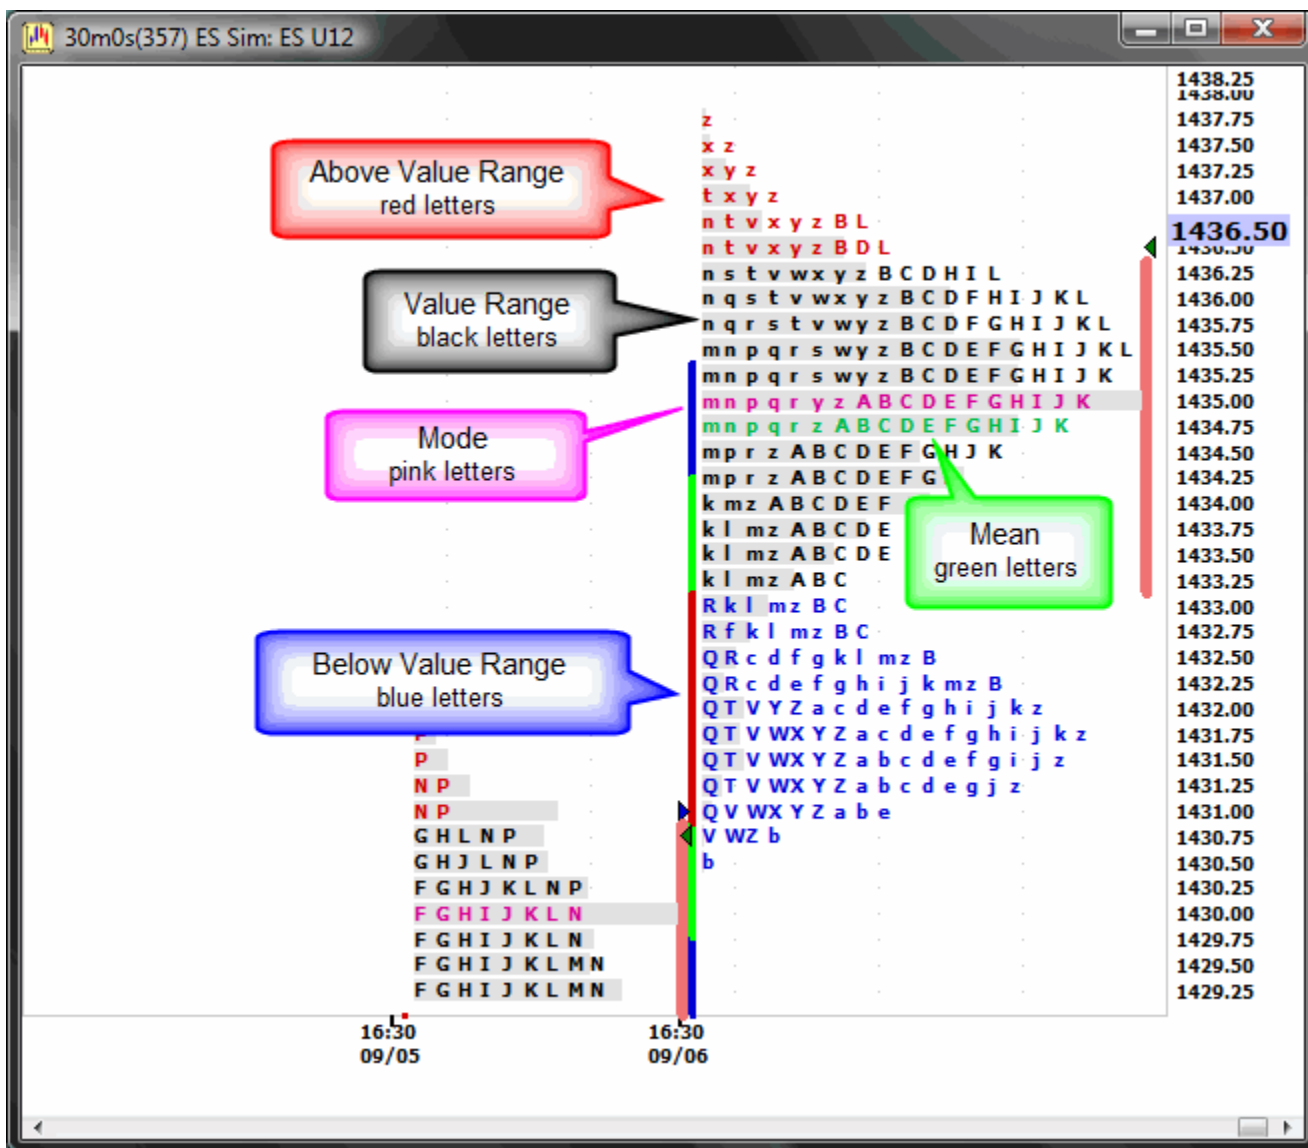 30m0s(357) ES Sim: ES U12
1438.25
1438.00
z 1437.75
x z 1437.50
x y z 1437.25
Above Value Range
red letters
t x y z 1437.00
n t v x y z B L
1436.50
n t v x y z B D L 1436.50
n s t v w x y z B C D H I L 1436.25
Value Range
black letters
n q s t v w x y z B C D F H I J K L 1436.00
n q r s t v w y z B C D F G H I J K L 1435.75
m n p q r s w y z B C D E F G H I J K L 1435.50
m n p q r s w y z B C D E F G H I J K 1435.25
m n p q r y z A B C D E F G H I J K 1435.00
Mode
pink letters
m n p q r z A B C D E F G H I J K 1434.75
m p r z A B C D E F G H J K 1434.50
m p r z A B C D E F G 1434.25
k m z A B C D E F 1434.00
Mean
green letters
k l m z A B C D E 1433.75
k l m z A B C D E 1433.50
k l m z A B C 1433.25
R k l m z B C 1433.00
R f k l m z B C 1432.75
Below Value Range
blue letters
Q R c d f g k l m z B 1432.50
Q R c d e f g h i j k m z B 1432.25
Q T V Y Z a c d e f g h i j k z 1432.00
Q T V W X Y Z a c d e f g h i j k z 1431.75
P Q T V W X Y Z a b c d e f g i j z 1431.50
N P Q T V W X Y Z a b c d e g j z 1431.25
N P Q V W X Y Z a b e 1431.00
G H L N P V W Z b 1430.75
G H J L N P b 1430.50
F G H J K L N P 1430.25
F G H I J K L N 1430.00
F G H I J K L N 1429.75
F G H I J K L M N 1429.50
F G H I J K L M N 1429.25
16:30 16:30
09/05 09/06